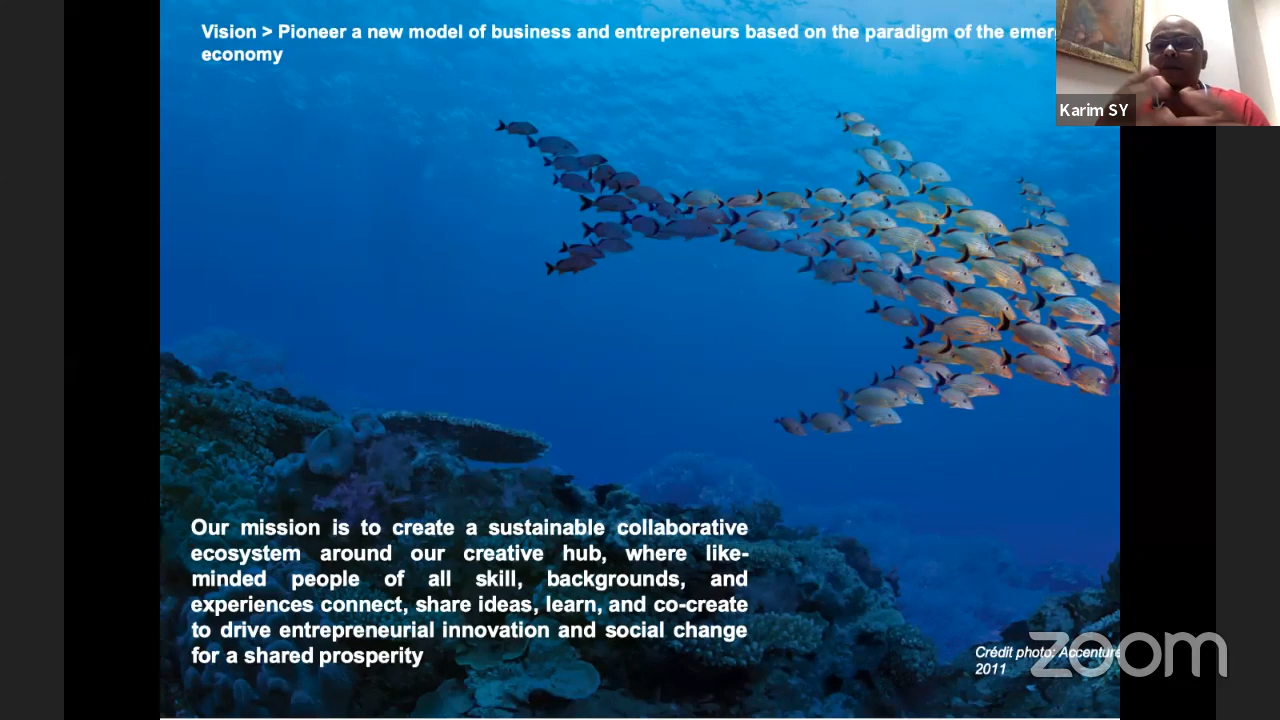 Vision > Pioneer a new model of business and entrepreneurs based on the paradigm of the
economy
Karim SY
Our mission is to create a sustainable collaborative
ecosystem around our creative hub, where like-
minded people of all skill, backgrounds, and
experiences connect, share ideas, learn, and co-create
to drive entrepreneurial innovation and social change
for a shared prosperity
Crédit photo: Accenture
2011
zoom